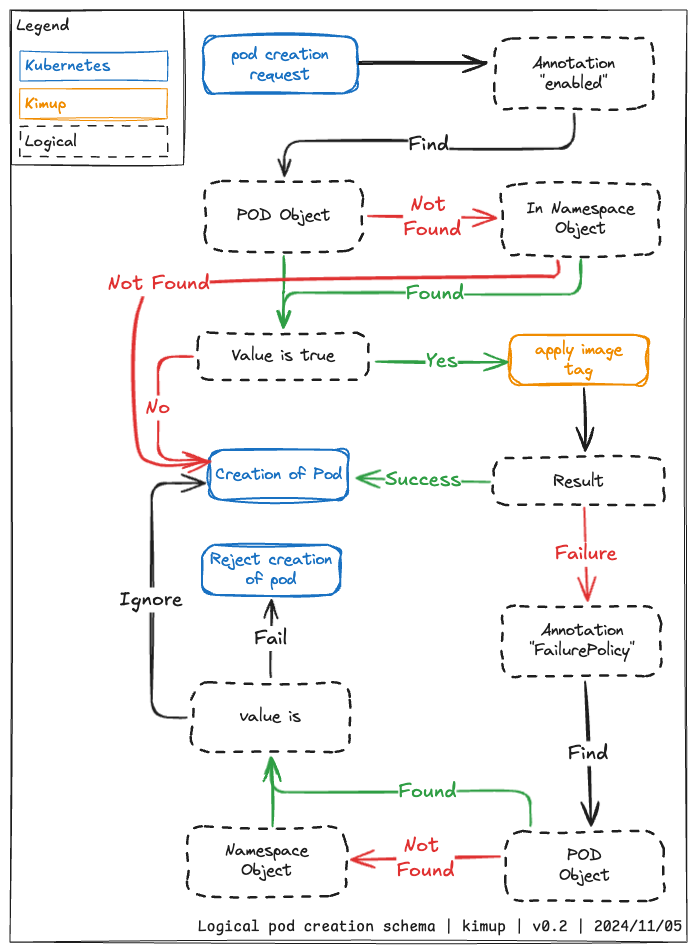 Legend
Kubernetes
Kimup
Logical
pod creation
request
Annotation
"enabled"
Find
POD Object
Not
Found
In Namespace
Object
Not Found
Found
Value is true
Yes
apply image
tag
No
Creation of Pod
Success
Result
Reject creation
of pod
Failure
Ignore
Fail
Annotation
"FailurePolicy"
value is
Find
Found
Namespace
Object
Not
Found
POD
Object
Logical pod creation schema | kimup | v0.2 | 2024/11/05